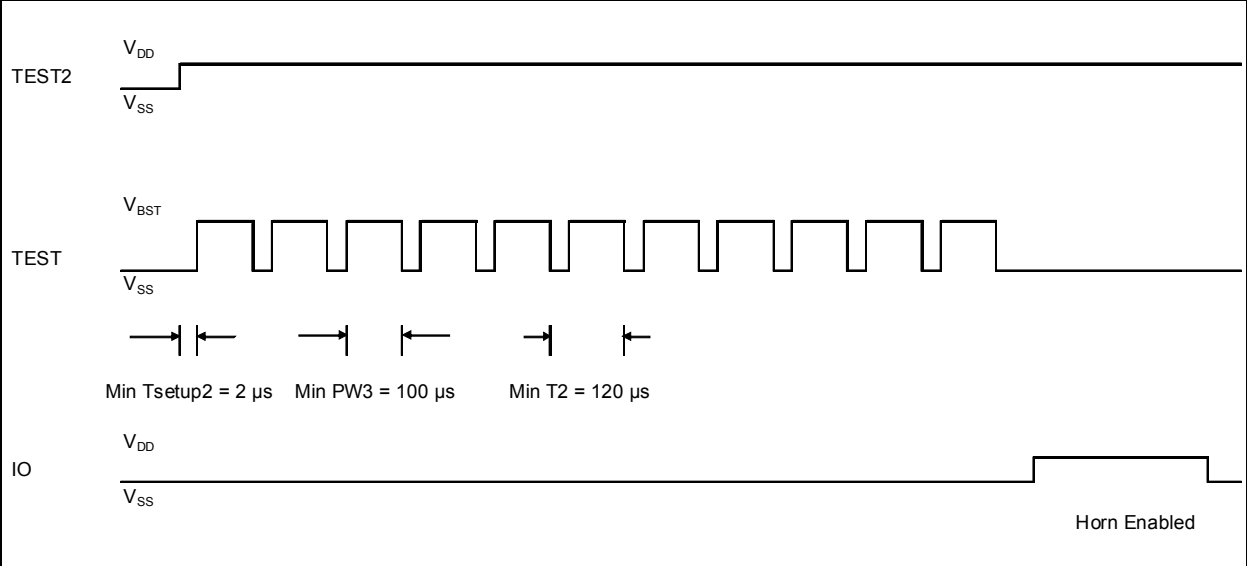 V_DD
TEST2
V_SS
V_BST
TEST
V_SS
Min Tsetup2 = 2 µs Min PW3 = 100 µs Min T2 = 120 µs
V_DD
IO
V_SS
Horn Enabled